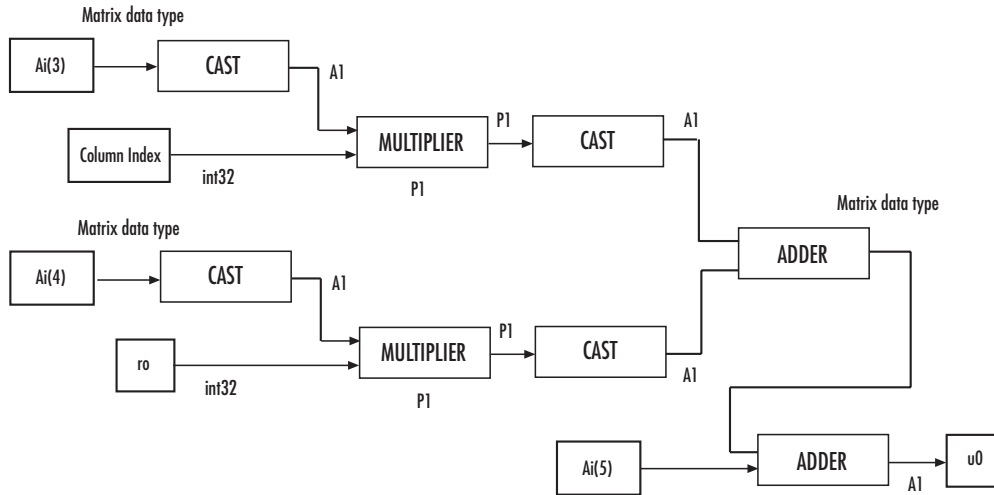 Matrix data type
Ai(3)
CAST
A1
Column Index
int32
MULTIPLIER
P1
P1
CAST
A1
Matrix data type
Ai(4)
CAST
A1
ro
int32
MULTIPLIER
P1
P1
CAST
A1
Matrix data type
ADDER
Ai(5)
ADDER
A1
u0